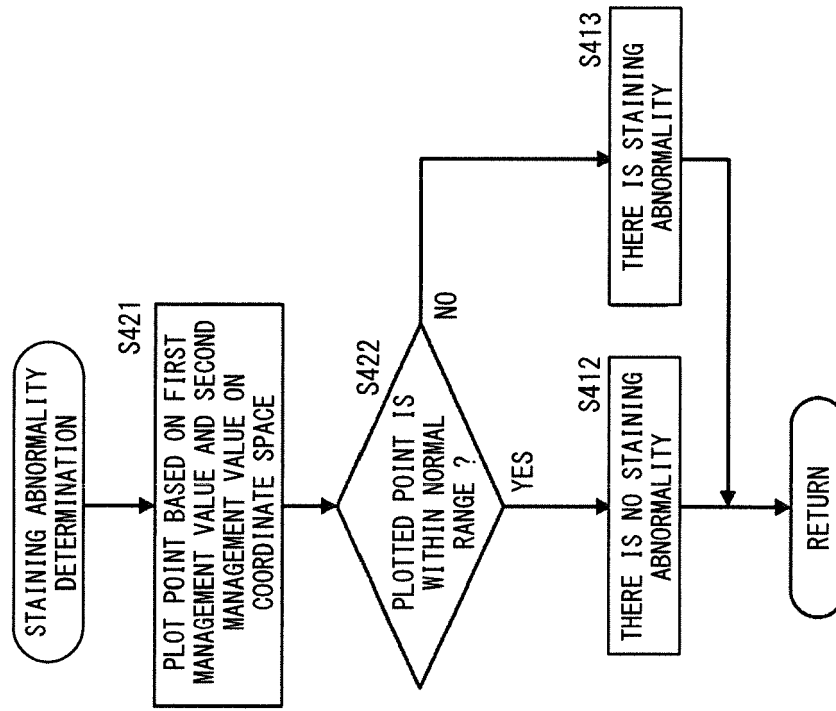 STAINING ABNORMALITY
DETERMINATION
S421
PLOT POINT BASED ON FIRST
MANAGEMENT VALUE AND SECOND
MANAGEMENT VALUE ON
COORDINATE SPACE
S422
PLOTTED POINT IS
WITHIN NORMAL
RANGE ?
NO
YES
S412
THERE IS NO STAINING
ABNORMALITY
S413
THERE IS STAINING
ABNORMALITY
RETURN